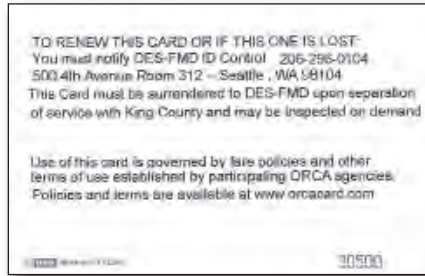 TO RENEW THIS CARD OR IF THIS ONE IS LOST:
You must notify DES-FMD ID Control 206-296-0104
500 4th Avenue Room 312 – Seattle , WA 98104
This Card must be surrendered to DES-FMD upon separation
of service with King County and may be inspected on demand
Use of this card is governed by fare policies and other
terms of use established by participating ORCA agencies.
Policies and terms are available at www.orcacard.com
30500